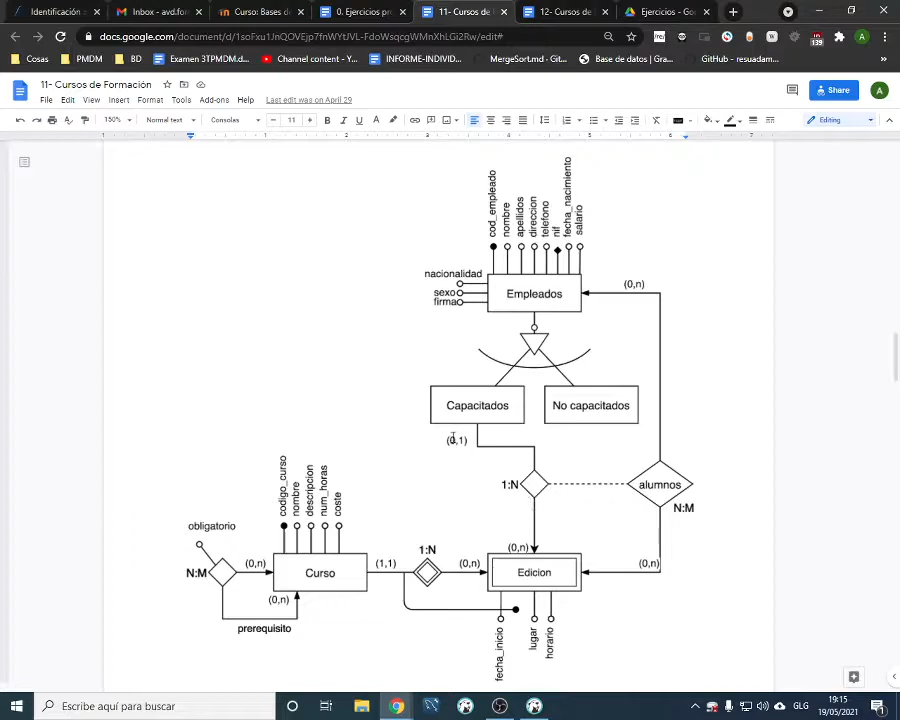 Identificación
Inbox - avd.for
Curso: Bases de
0. Ejercicios pro
11- Cursos de
12- Cursos de
Ejercicios - Goo
docs.google.com/document/d/1soFxu1JnQOVEjp7fnWYtJVL-FdoWsqcgWMnXhLGi2Rw/edit#
139
Cosas
PMDM
BD
Examen 3TPMDM.d...
Content channel - Y...
INFORME-INDIVID...
MergeSort.md - Git...
Base de datos | Gra...
GitHub - resuadam...
11- Cursos de Formación
File Edit View Insert Format Tools Add-ons Help
Last edit was on April 29
Share
A
150%
Normal text
Consolas
11
Editing
cod_empleado
nombre
apellidos
direccion
telefono
nif
fecha_nacimiento
salario
nacionalidad
sexo
firma
Empleados
(0,n)
Capacitados
No capacitados
(0,1)
1:N
alumnos
N:M
codigo_curso
nombre
descripcion
num_horas
coste
obligatorio
N:M
(0,n)
Curso
(1,1)
1:N
(0,n)
(0,n)
Edicion
(0,n)
(0,n)
prerequisito
fecha_inicio
lugar
horario
Escribe aquí para buscar
GLG
19:15
19/05/2021